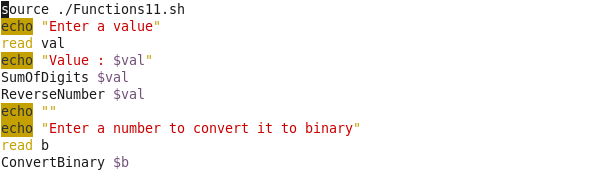 source ./Functions11.sh
echo "Enter a value"
read val
echo "Value : $val"
SumOfDigits $val
ReverseNumber $val
echo ""
echo "Enter a number to convert it to binary"
read b
ConvertBinary $b